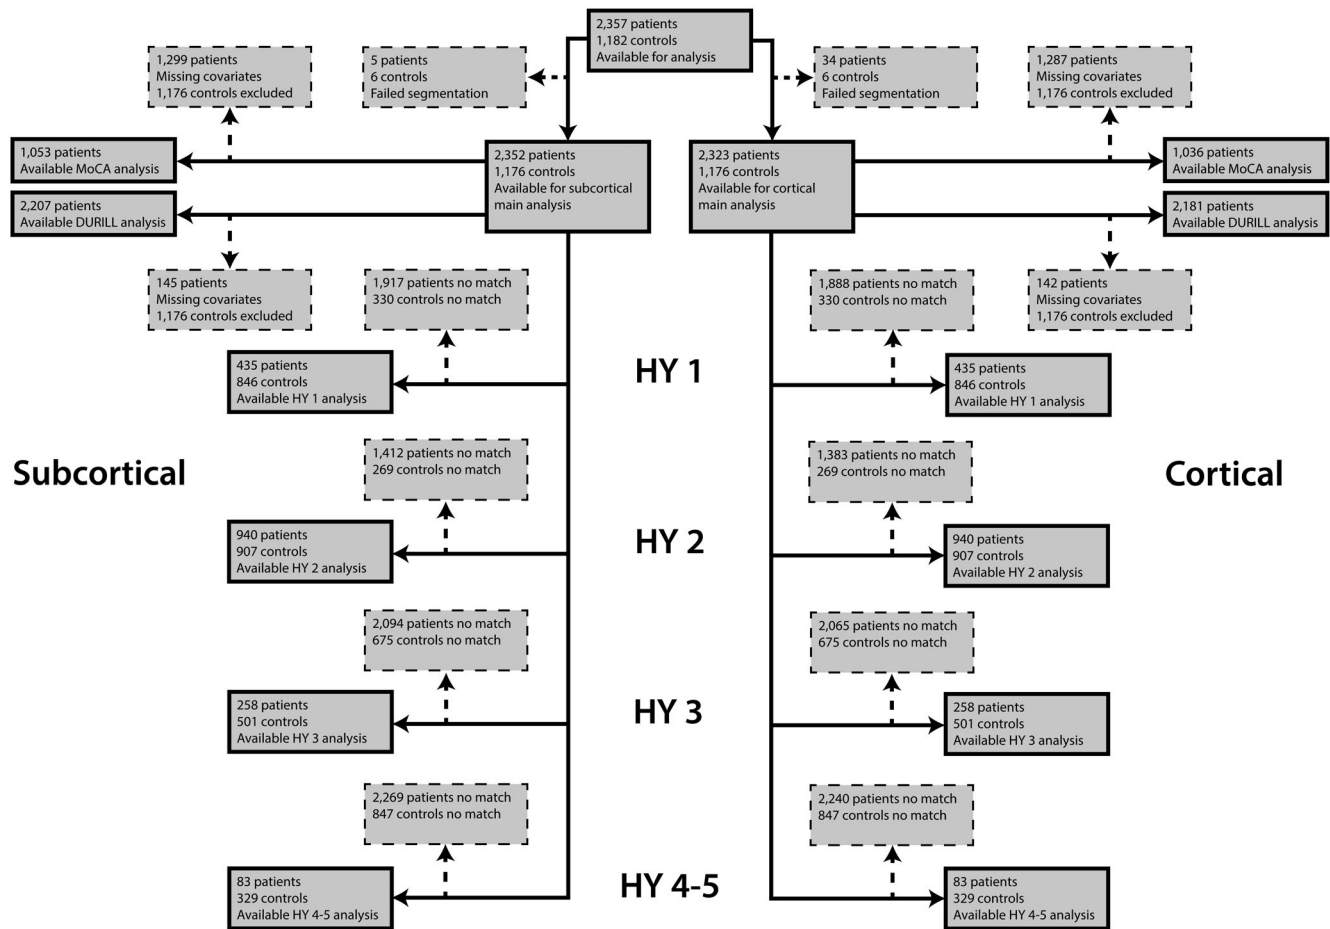 2,357 patients
1,182 controls
Available for analysis
1,299 patients
Missing covariates
1,176 controls excluded
5 patients
6 controls
Failed segmentation
34 patients
6 controls
Failed segmentation
1,287 patients
Missing covariates
1,176 controls excluded
1,053 patients
Available MoCA analysis
2,352 patients
1,176 controls
Available for subcortical
main analysis
2,323 patients
1,176 controls
Available for cortical
main analysis
1,036 patients
Available MoCA analysis
2,207 patients
Available DURILL analysis
2,181 patients
Available DURILL analysis
145 patients
Missing covariates
1,176 controls excluded
1,917 patients no match
330 controls no match
1,888 patients no match
330 controls no match
142 patients
Missing covariates
1,176 controls excluded
435 patients
846 controls
Available HY 1 analysis
HY 1
435 patients
846 controls
Available HY 1 analysis
Subcortical
1,412 patients no match
269 controls no match
1,383 patients no match
269 controls no match
Cortical
940 patients
907 controls
Available HY 2 analysis
HY 2
940 patients
907 controls
Available HY 2 analysis
2,094 patients no match
675 controls no match
2,065 patients no match
675 controls no match
258 patients
501 controls
Available HY 3 analysis
HY 3
258 patients
501 controls
Available HY 3 analysis
2,269 patients no match
847 controls no match
2,240 patients no match
847 controls no match
83 patients
329 controls
Available HY 4-5 analysis
HY 4-5
83 patients
329 controls
Available HY 4-5 analysis